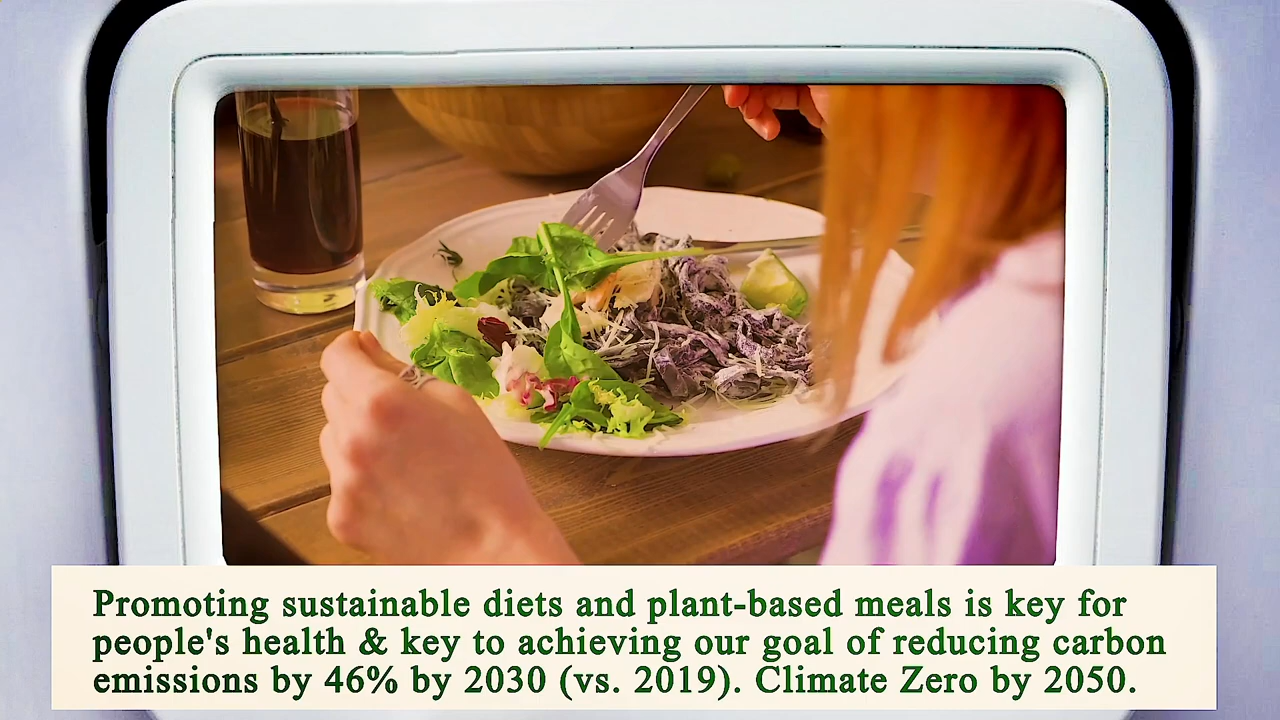 Promoting sustainable diets and plant-based meals is key for
people's health & key to achieving our goal of reducing carbon
emissions by 46% by 2030 (vs. 2019). Climate Zero by 2050.